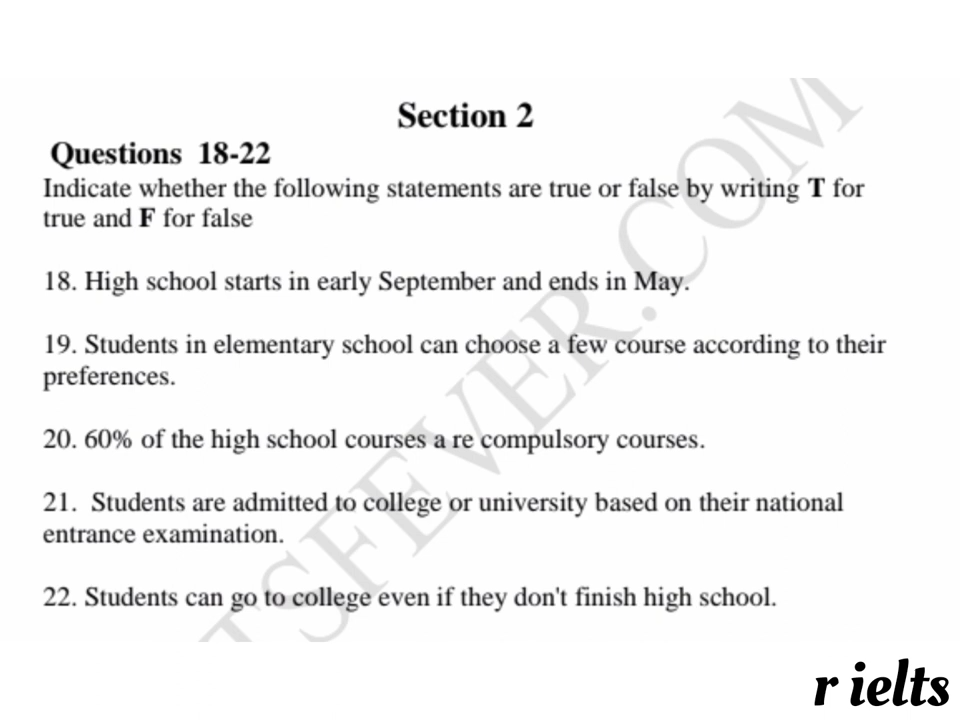 Section 2
Questions 18-22
Indicate whether the following statements are true or false by writing T for
true and F for false
18. High school starts in early September and ends in May.
19. Students in elementary school can choose a few course according to their
preferences.
20. 60% of the high school courses a re compulsory courses.
21. Students are admitted to college or university based on their national
entrance examination.
22. Students can go to college even if they don't finish high school.
TSFEVER.COM
r ielts